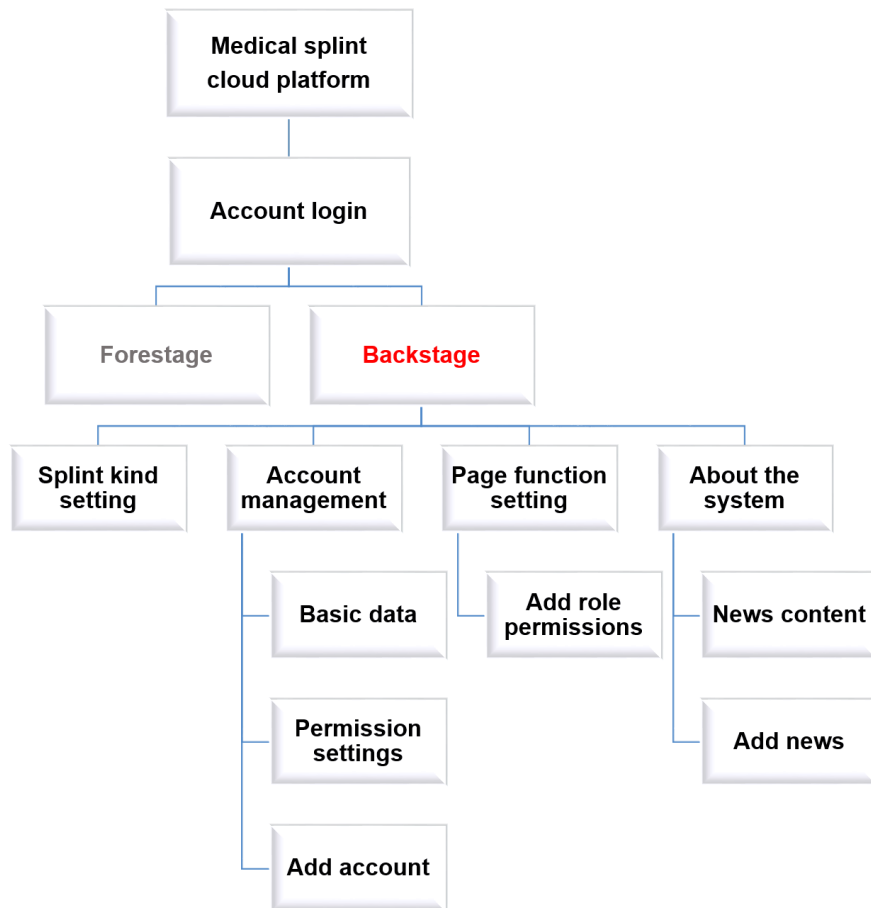 Medical splint
cloud platform
Account login
Forestage
Backstage
Splint kind
setting
Account
management
Page function
setting
About the
system
Basic data
Add role
permissions
News content
Permission
settings
Add news
Add account